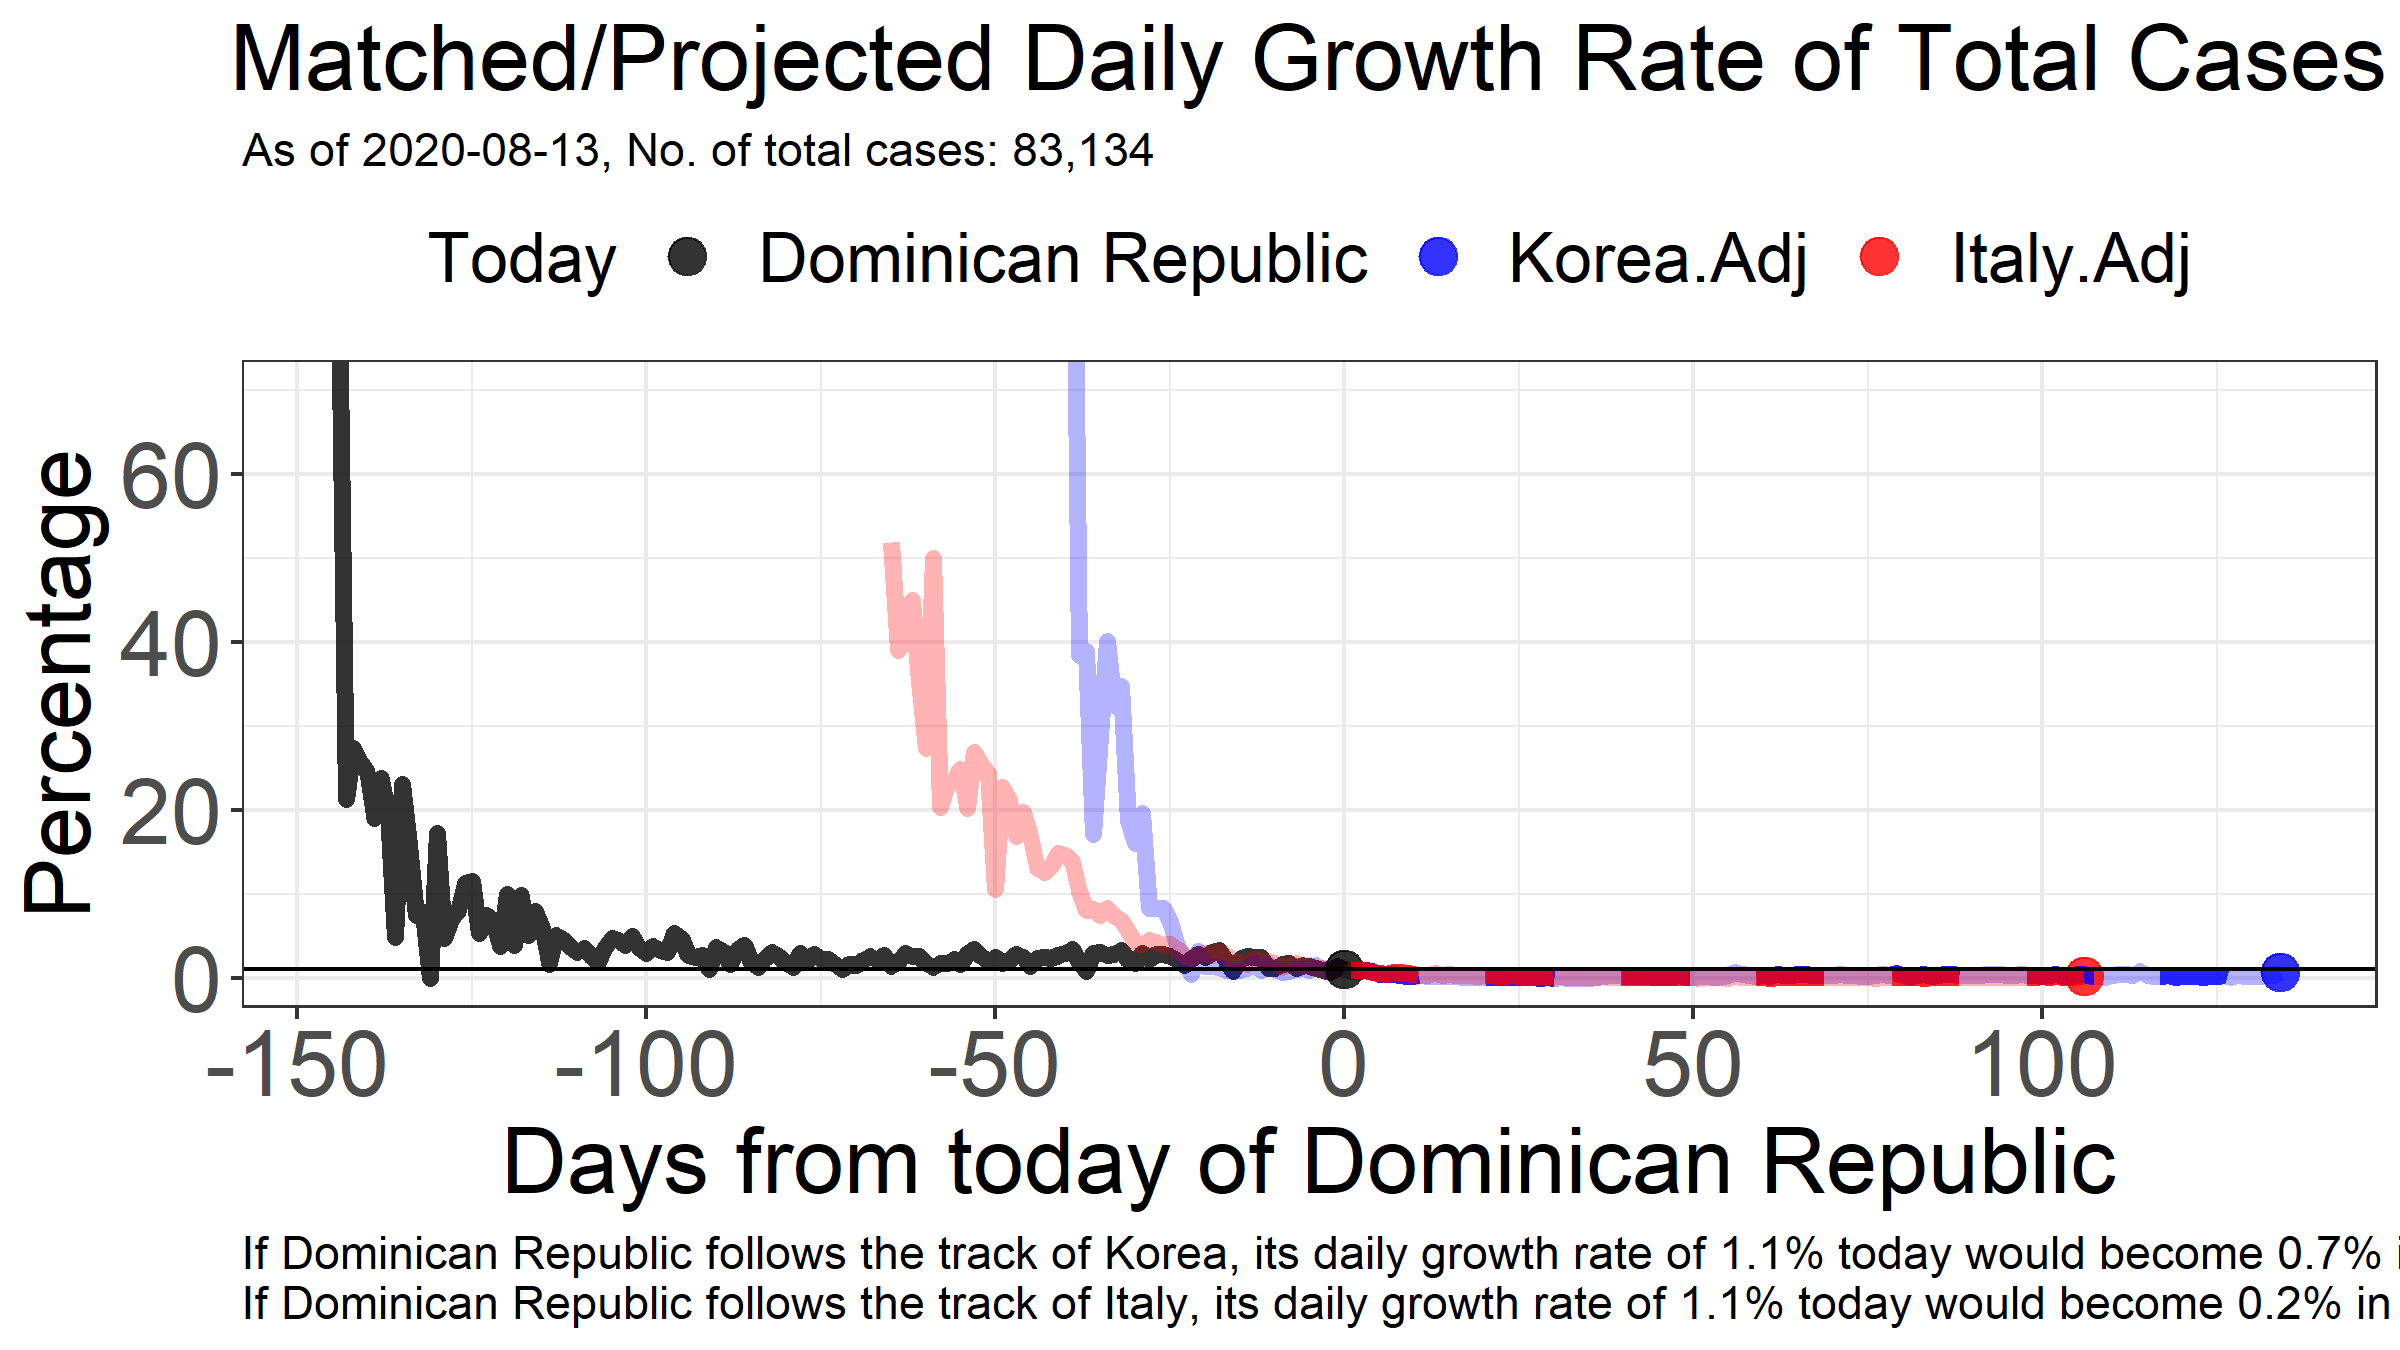 Matched/Projected Daily Growth Rate of Total Cases
As of 2020-08-13, No. of total cases: 83,134
Today Dominican Republic Korea.Adj Italy.Adj
Percentage
60
40
20
0
-150 -100 -50 0 50 100
Days from today of Dominican Republic
If Dominican Republic follows the track of Korea, its daily growth rate of 1.1% today would become 0.7%
If Dominican Republic follows the track of Italy, its daily growth rate of 1.1% today would become 0.2% in